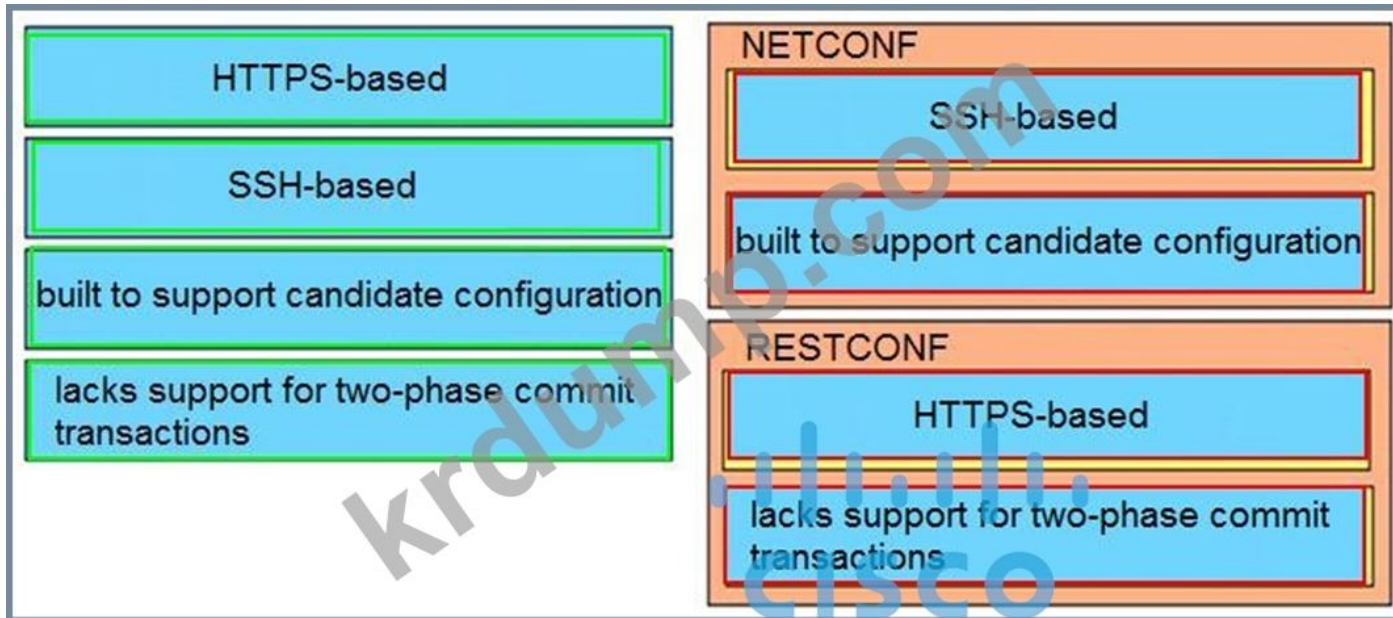 HTTPS-based
SSH-based
built to support candidate configuration
lacks support for two-phase commit
transactions
NETCONF
SSH-based
built to support candidate configuration
RESTCONF
HTTPS-based
lacks support for two-phase commit
transactions
krdump.com
CISCO